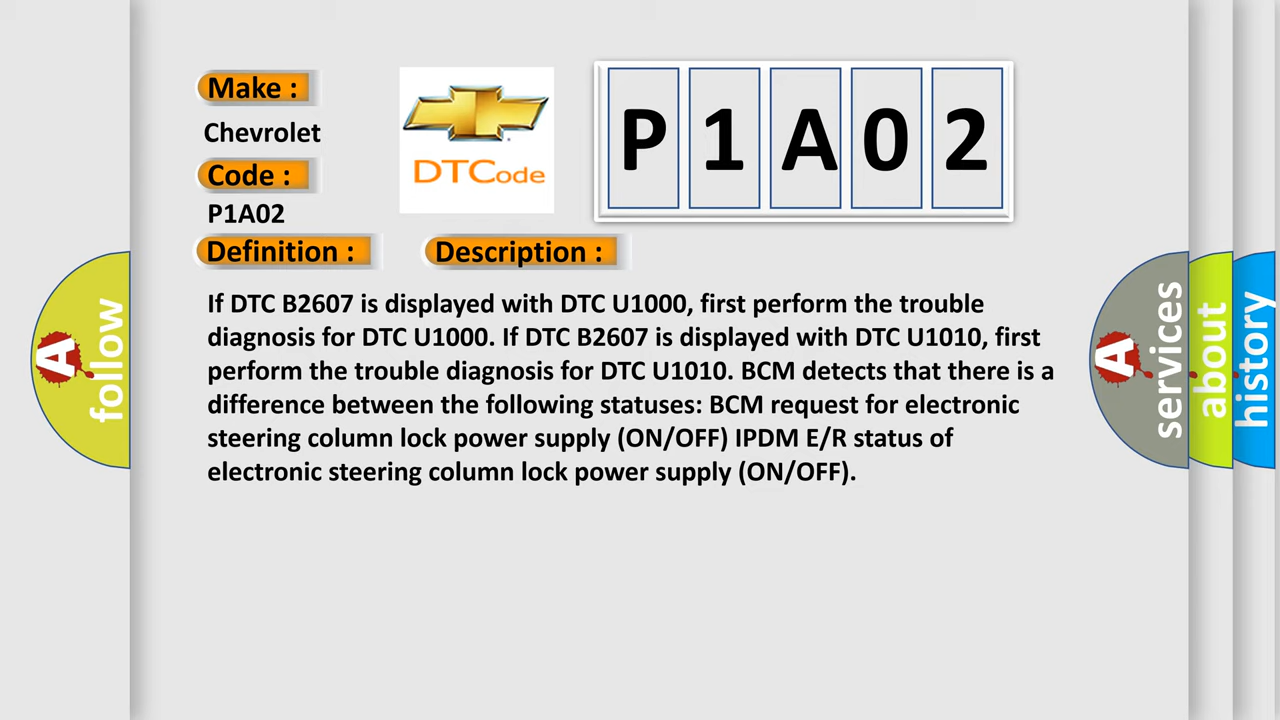 Make :
Chevrolet
Code :
P1A02
Definition :
Description :
DTCode
P1A02
If DTC B2607 is displayed with DTC U1000, first perform the trouble
diagnosis for DTC U1000. If DTC B2607 is displayed with DTC U1010, first
perform the trouble diagnosis for DTC U1010. BCM detects that there is a
difference between the following statuses: BCM request for electronic
steering column lock power supply (ON/OFF) IPDM E/R status of
electronic steering column lock power supply (ON/OFF).
A
follow
A
services
about
history